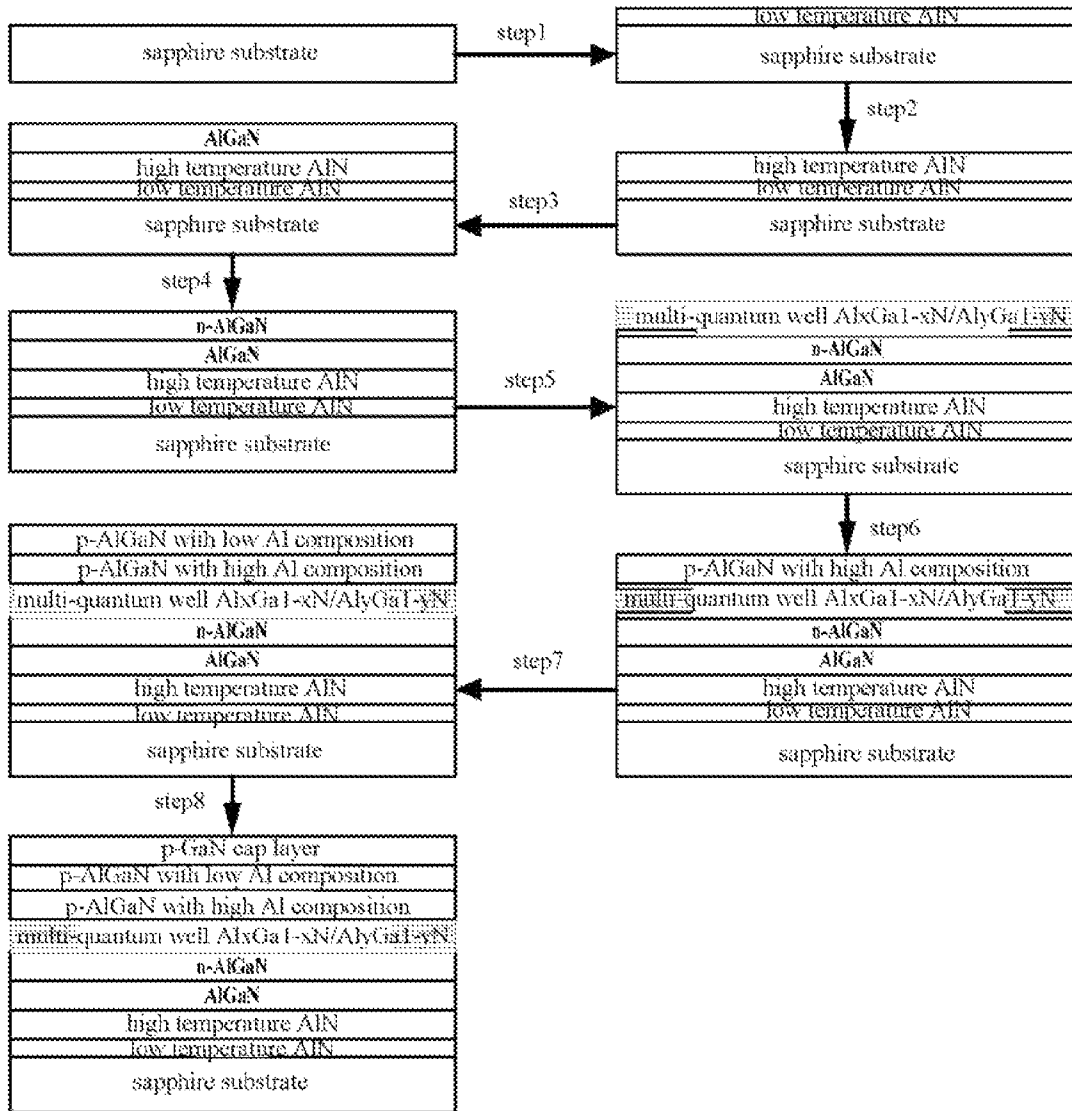 sapphire substrate
step1
low temperature AlN
sapphire substrate
step2
high temperature AlN
low temperature AlN
sapphire substrate
step3
AlGaN
high temperature AlN
low temperature AlN
sapphire substrate
step4
n-AlGaN
AlGaN
high temperature AlN
low temperature AlN
sapphire substrate
step5
multi-quantum well AlxGa1-xN/AlyGa1-yN
n-AlGaN
AlGaN
high temperature AlN
low temperature AlN
sapphire substrate
step6
p-AlGaN with high Al composition
multi-quantum well AlxGa1-xN/AlyGa1-yN
n-AlGaN
AlGaN
high temperature AlN
low temperature AlN
sapphire substrate
step7
p-AlGaN with low Al composition
p-AlGaN with high Al composition
multi-quantum well AlxGa1-xN/AlyGa1-yN
n-AlGaN
AlGaN
high temperature AlN
low temperature AlN
sapphire substrate
step8
p-GaN cap layer
p-AlGaN with low Al composition
p-AlGaN with high Al composition
multi-quantum well AlxGa1-xN/AlyGa1-yN
n-AlGaN
AlGaN
high temperature AlN
low temperature AlN
sapphire substrate